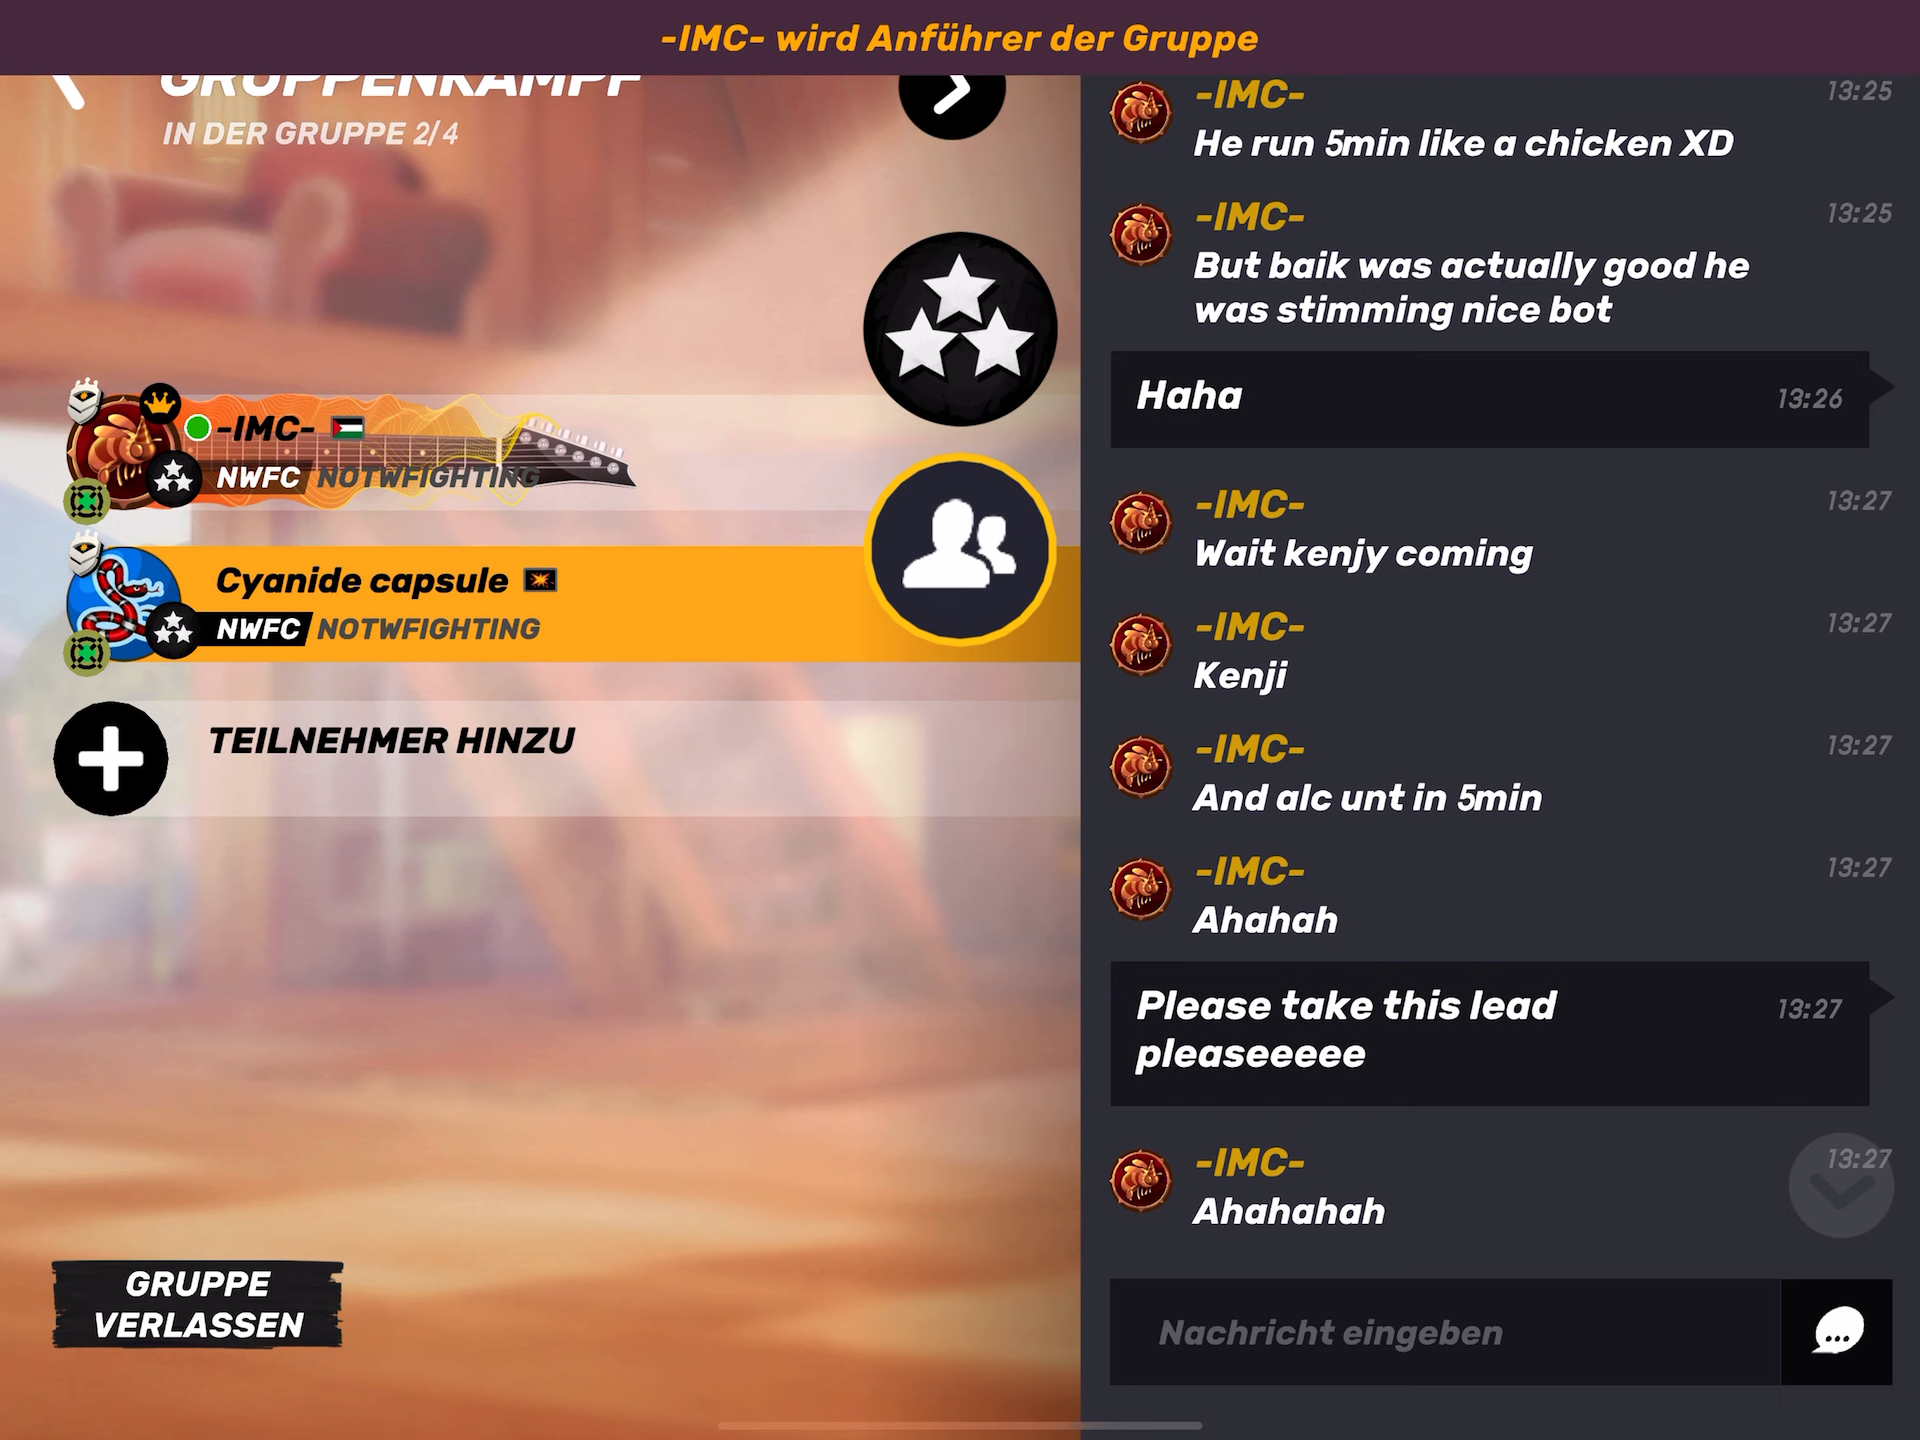 -IMC- wird Anführer der Gruppe
GRUPPENKAMPF
IN DER GRUPPE 2/4
-IMC-
NWFC NOTWFIGHTING
Cyanide capsule
NWFC NOTWFIGHTING
TEILNEHMER HINZU
GRUPPE
VERLASSEN
-IMC- 13:25
He run 5min like a chicken XD
-IMC- 13:25
But baik was actually good he
was stimming nice bot
Haha 13:26
-IMC- 13:27
Wait kenjy coming
-IMC- 13:27
Kenji
-IMC- 13:27
And alc unt in 5min
-IMC- 13:27
Ahahah
Please take this lead 13:27
pleaseeeee
-IMC- 13:27
Ahahahah
Nachricht eingeben